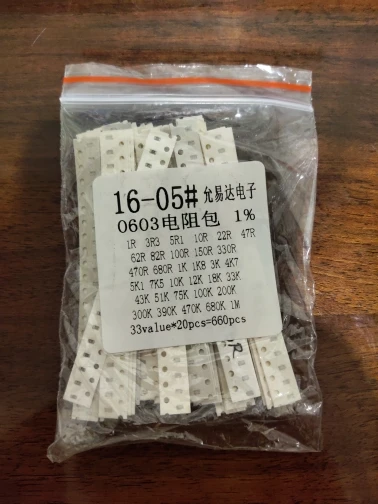 16-05# 允易达电子
0603电阻包 1%
1R 3R3 5R1 10R 22R 47R
62R 82R 100R 150R 330R
470R 680R 1K 1K8 3K 4K7
5K1 7K5 10K 12K 18K 33K
43K 51K 75K 100K 200K
300K 390K 470K 680K 1M
33value*20pcs=660pcs